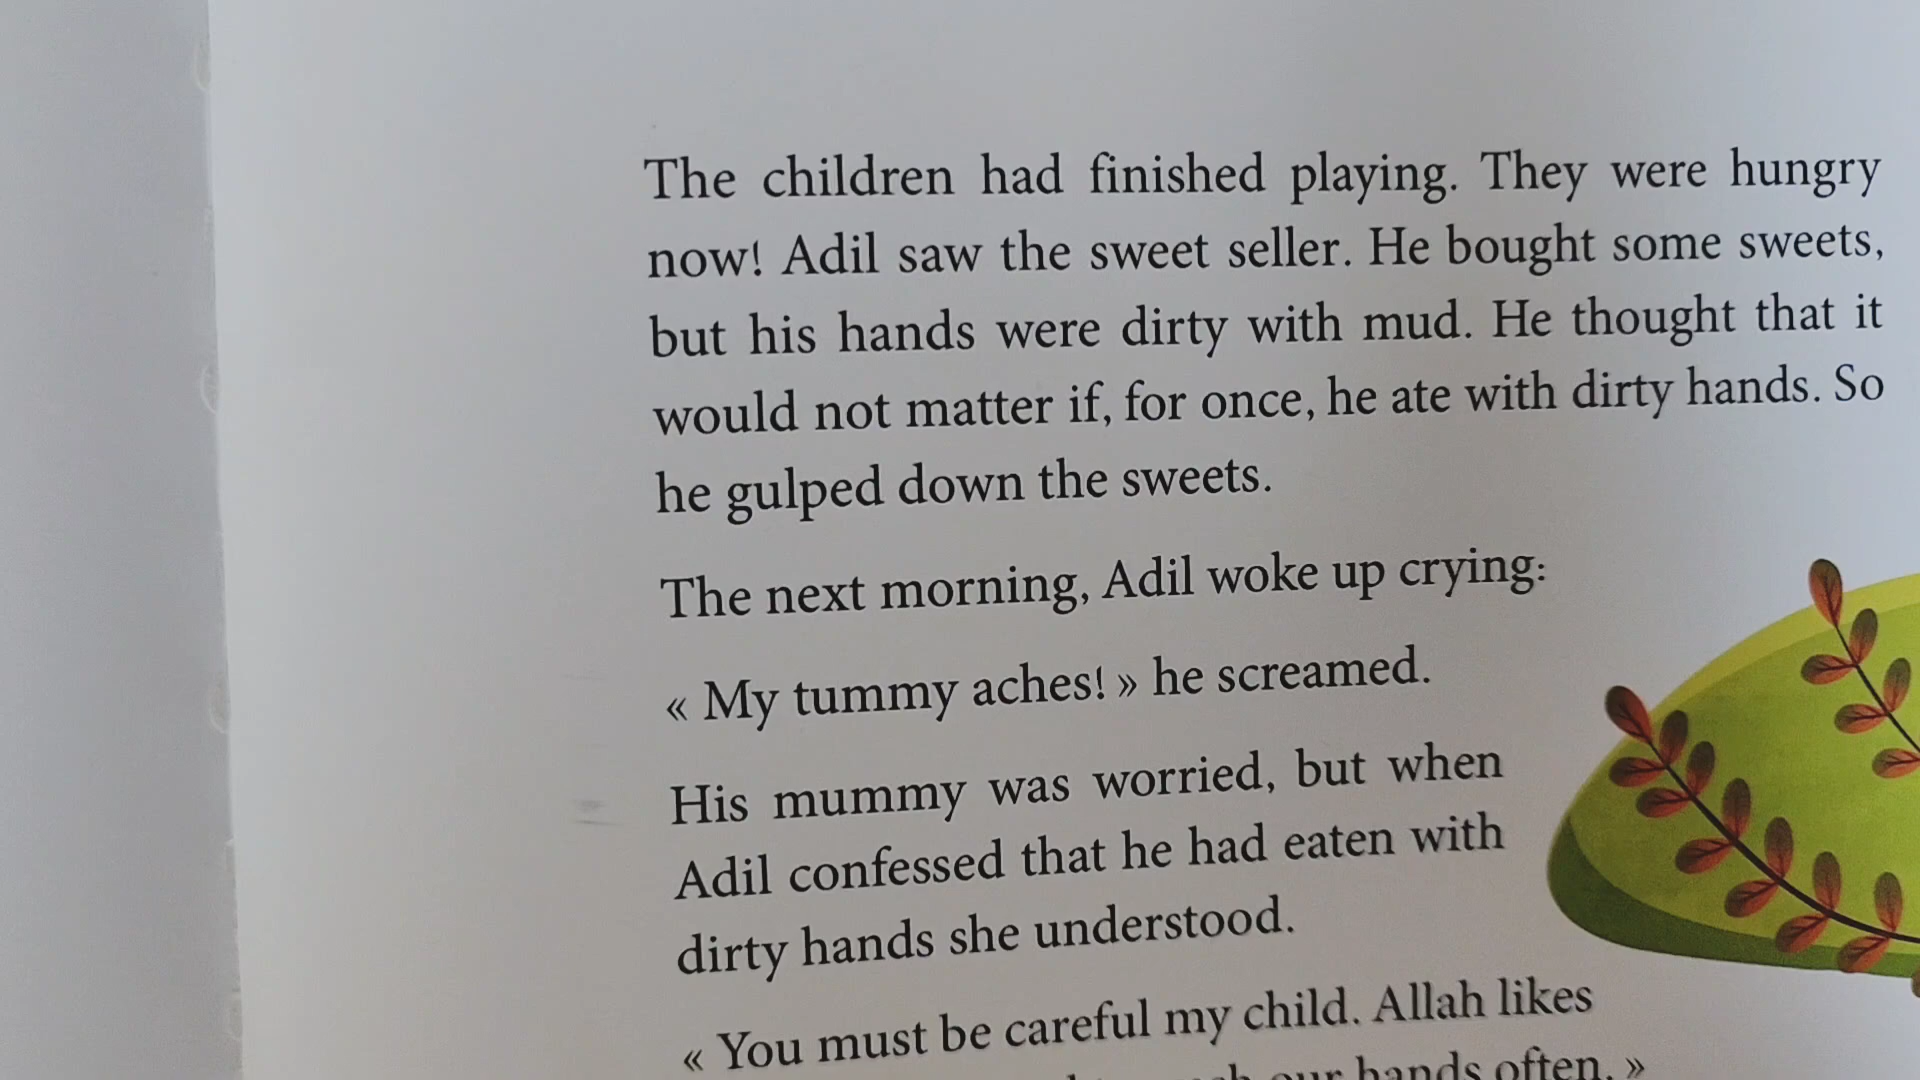 The children had finished playing. They were hungry
now! Adil saw the sweet seller. He bought some sweets,
but his hands were dirty with mud. He thought that it
would not matter if, for once, he ate with dirty hands. So
he gulped down the sweets.
The next morning, Adil woke up crying:
« My tummy aches! » he screamed.
His mummy was worried, but when
Adil confessed that he had eaten with
dirty hands she understood.
« You must be careful my child. Allah likes
our hands often. »